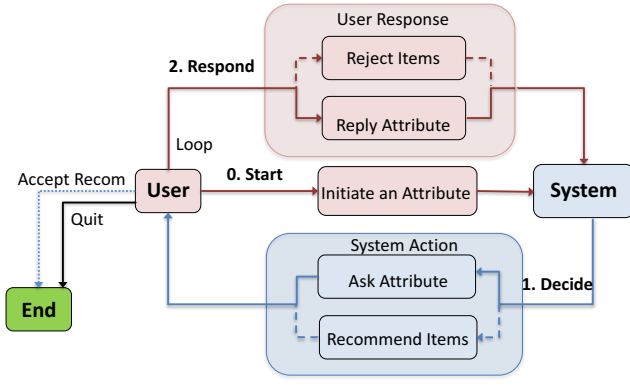 User Response
Reject Items
2. Respond
Reply Attribute
Loop
Accept Recom
User
0. Start
Initiate an Attribute
System
Quit
System Action
Ask Attribute
1. Decide
End
Recommend Items